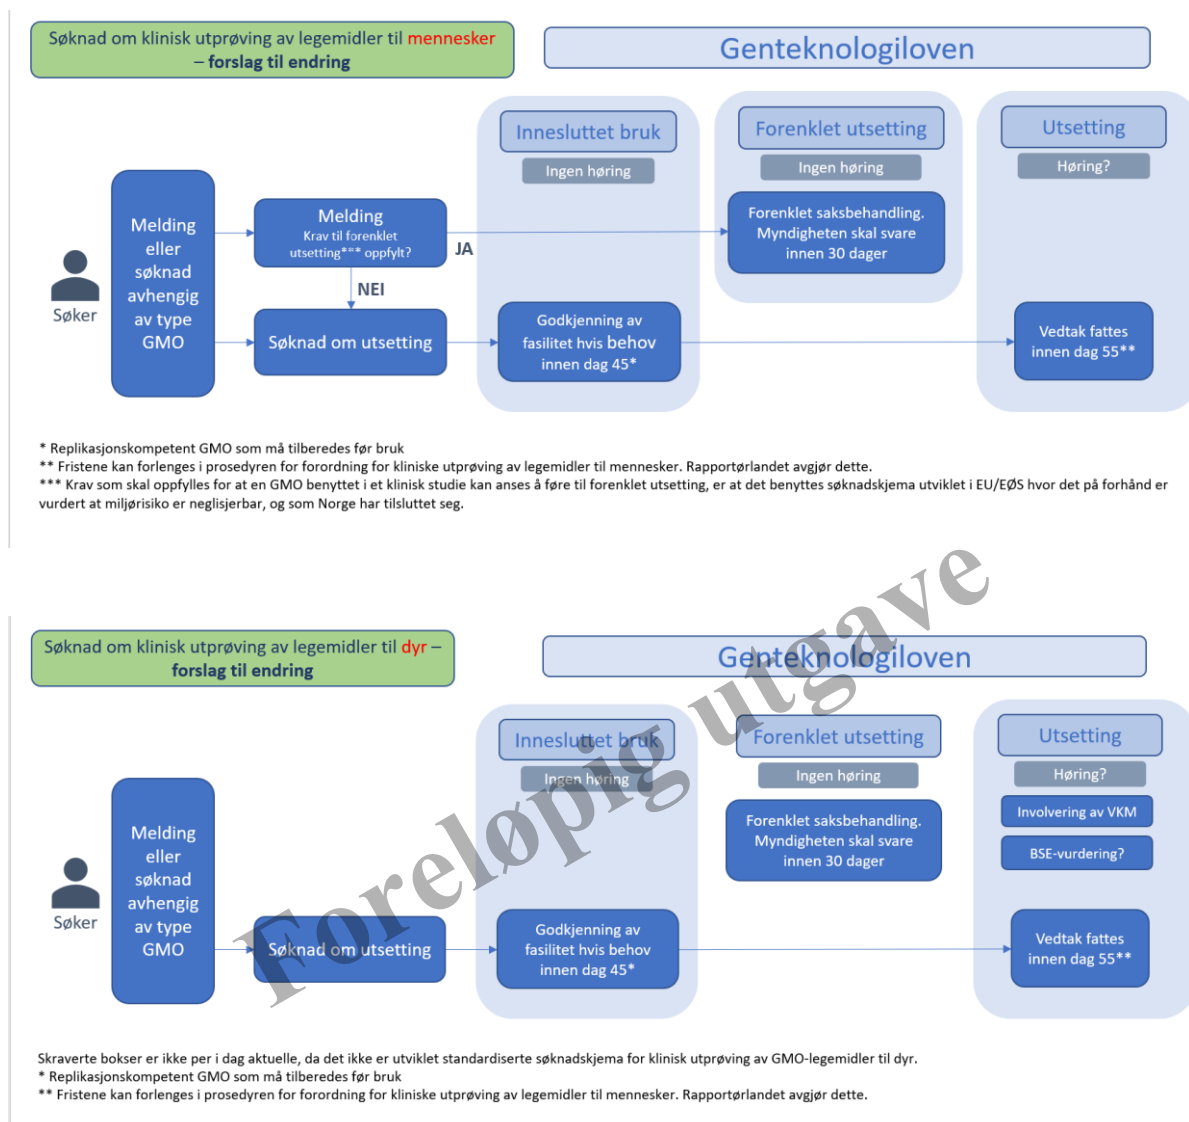 Søknad om klinisk utprøving av legemidler til mennesker
– forslag til endring
Genteknologiloven
Innesluttet bruk
Ingen høring
Forenklet utsetting
Ingen høring
Utsetting
Høring?
Søker
Melding
eller
søknad
avhengig
av type
GMO
Melding
Krav til forenklet
utsetting*** oppfylt?
JA
NEI
Søknad om utsetting
Forenklet saksbehandling.
Myndigheten skal svare
innen 30 dager
Godkjenning av
fasilitet hvis behov
innen dag 45*
Vedtak fattes
innen dag 55**
* Replikasjonskompetent GMO som må tilberedes før bruk
** Fristene kan forlenges i prosedyren for forordning for kliniske utprøving av legemidler til mennesker. Rapportørlandet avgjør dette.
*** Krav som skal oppfylles for at en GMO benyttet i et klinisk studie kan anses å føre til forenklet utsetting, er at det benyttes søknadskjema utviklet i EU/EØS hvor det på forhånd er
vurdert at miljørisiko er neglisjerbar, og som Norge har tilsluttet seg.
Foreløpig utgave
Søknad om klinisk utprøving av legemidler til dyr –
forslag til endring
Genteknologiloven
Innesluttet bruk
Ingen høring
Forenklet utsetting
Ingen høring
Utsetting
Høring?
Involvering av VKM
BSE-vurdering?
Søker
Melding
eller
søknad
avhengig
av type
GMO
Søknad om utsetting
Forenklet saksbehandling.
Myndigheten skal svare
innen 30 dager
Godkjenning av
fasilitet hvis behov
innen dag 45*
Vedtak fattes
innen dag 55**
Skraverte bokser er ikke per i dag aktuelle, da det ikke er utviklet standardiserte søknadskjema for klinisk utprøving av GMO-legemidler til dyr.
* Replikasjonskompetent GMO som må tilberedes før bruk
** Fristene kan forlenges i prosedyren for forordning for kliniske utprøving av legemidler til mennesker. Rapportørlandet avgjør dette.